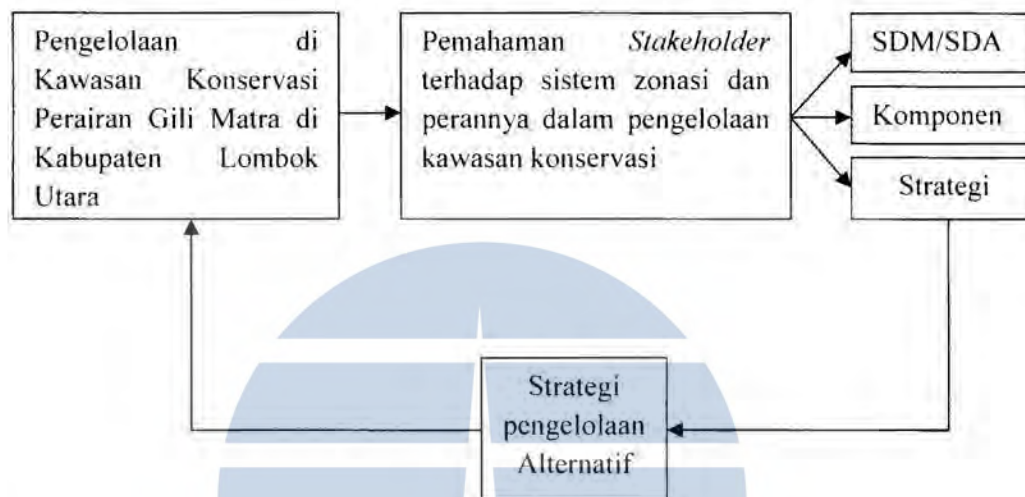 Pengelolaan di
Kawasan Konservasi
Perairan Gili Matra di
Kabupaten Lombok
Utara
Pemahaman Stakeholder
terhadap sistem zonasi dan
perannya dalam pengelolaan
kawasan konservasi
SDM/SDA
Komponen
Strategi
Strategi
pengelolaan
Alternatif